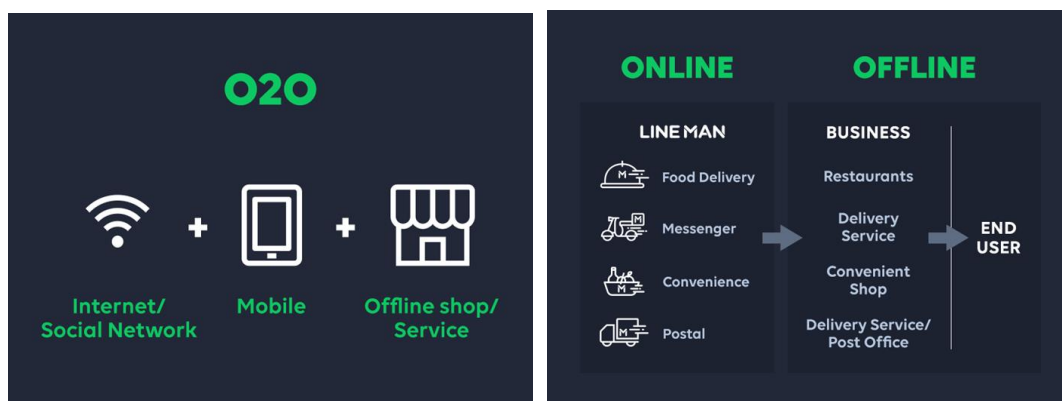 O2O
+
+
Internet/
Social Network
Mobile
Offline shop/
Service
ONLINE
OFFLINE
LINE MAN
BUSINESS
M
Food Delivery
Restaurants
M
Messenger
Delivery
Service
END
USER
M
Convenience
Convenient
Shop
M
Postal
Delivery Service/
Post Office